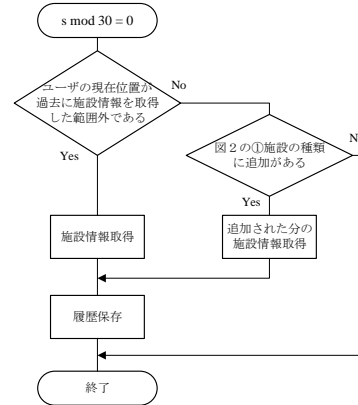 s mod 30 = 0
ユーザの現在位置が
過去に施設情報を取得
した範囲外である
No
Yes
図２の①施設の種類
に追加がある
Yes
施設情報取得
追加された分の
施設情報取得
履歴保存
終了